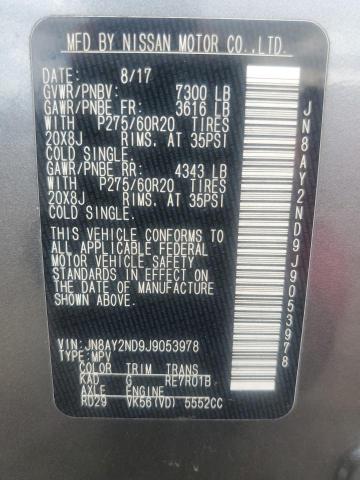 MFD BY NISSAN MOTOR CO.,LTD.
DATE 8/17
GVWR/PNBV 7300 LB
GAWR/PNBE FR: 3616 LB
WITH P275/60R20 TIRES
20X8J RIMS. AT 35PSI
COLD SINGLE.
GAWR/PNBE RR: 4343 LB
WITH P275/60R20 TIRES
20X8J RIMS. AT 35PSI
COLD SINGLE.
THIS VEHICLE CONFORMS TO
ALL APPLICABLE FEDERAL
MOTOR VEHICLE SAFETY
STANDARDS IN EFFECT ON
THE DATE OF MANUFACTURE
SHOWN ABOVE.
VIN: JN8AY2ND9J9053978
TYPE: MPV
COLOR TRIM TRANS
KAD G RE7R01B
AXLE ENGINE
RD29 VK56(VD) 5552CC
JN8AY2ND9J9053978